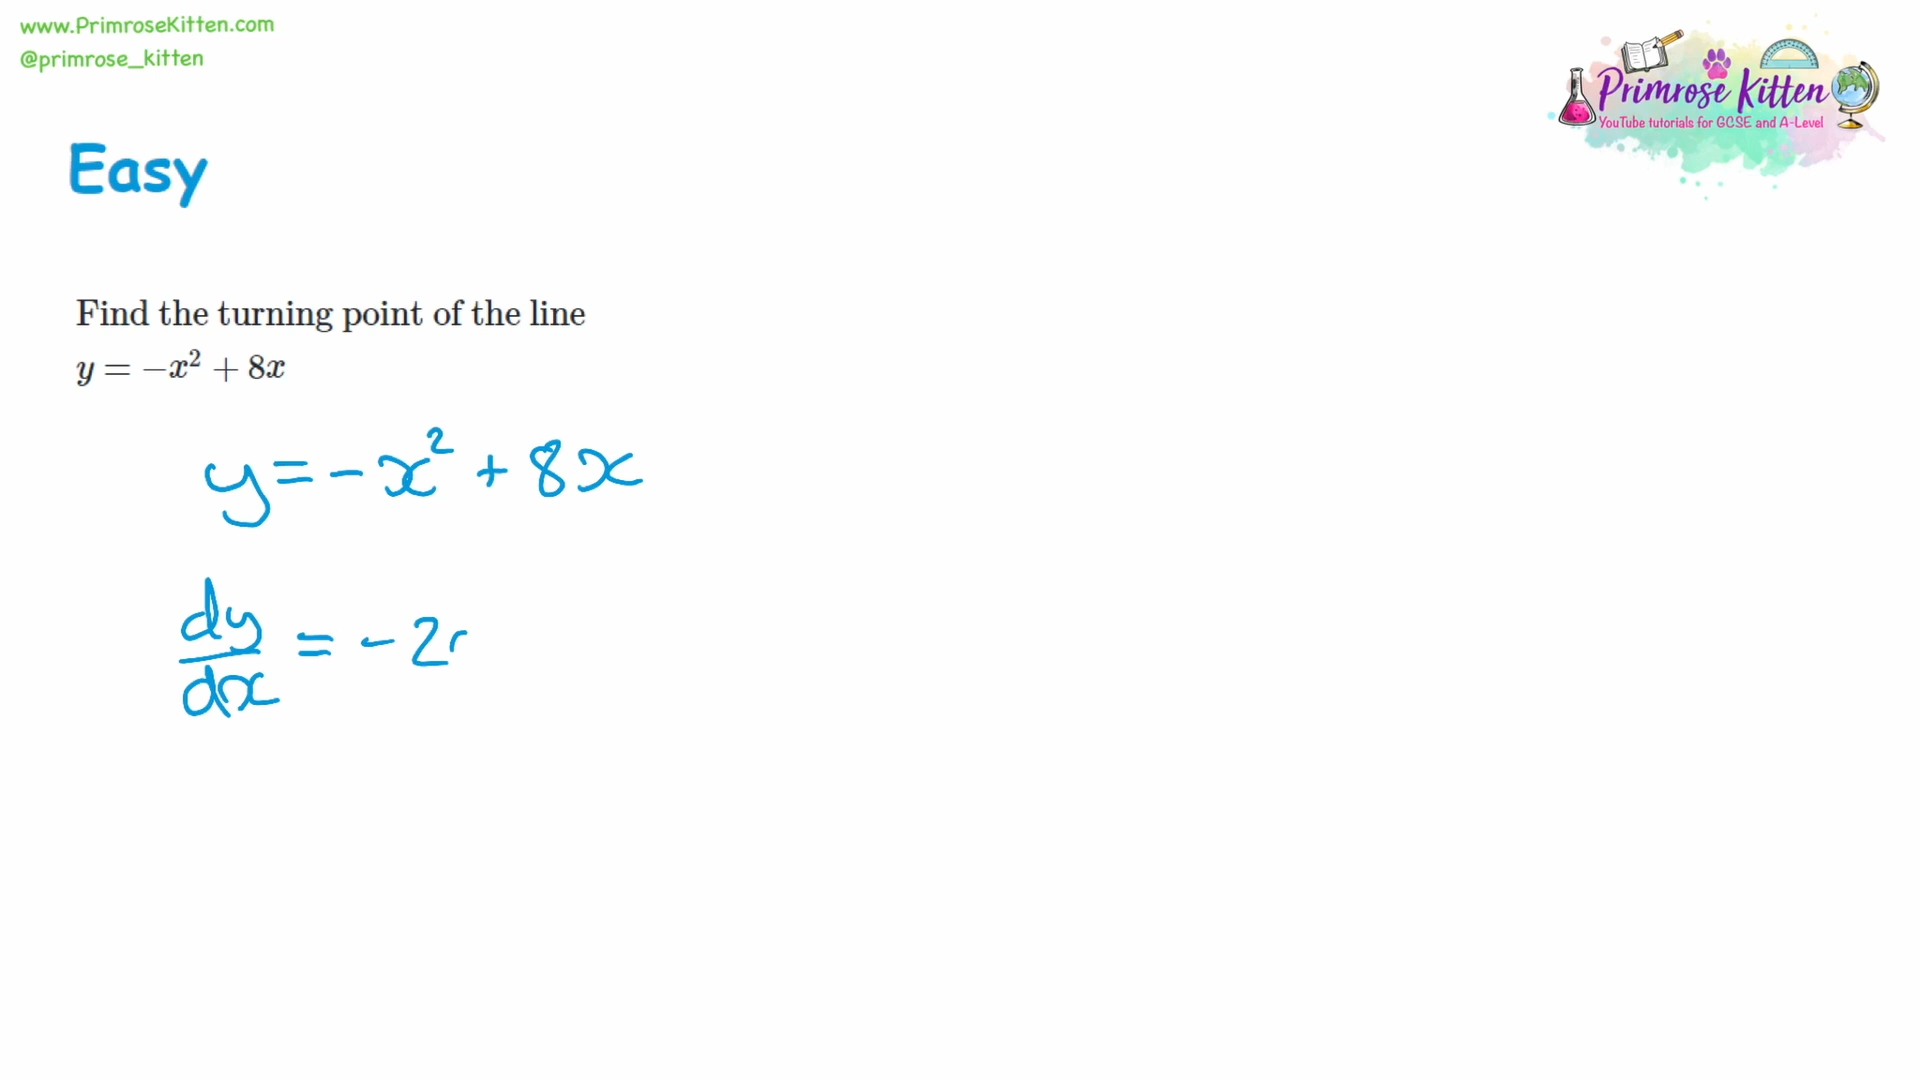 www.PrimroseKitten.com
@primrose_kitten
Primrose Kitten
YouTube tutorials for GCSE and A-Level
Easy
Find the turning point of the line
y = −x² + 8x
y = - x² + 8x
dy/dx = - 2